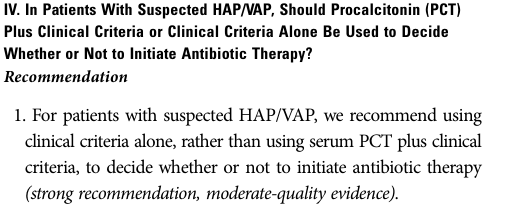 IV. In Patients With Suspected HAP/VAP, Should Procalcitonin (PCT)
Plus Clinical Criteria or Clinical Criteria Alone Be Used to Decide
Whether or Not to Initiate Antibiotic Therapy?
Recommendation
1. For patients with suspected HAP/VAP, we recommend using
clinical criteria alone, rather than using serum PCT plus clinical
criteria, to decide whether or not to initiate antibiotic therapy
(strong recommendation, moderate-quality evidence).